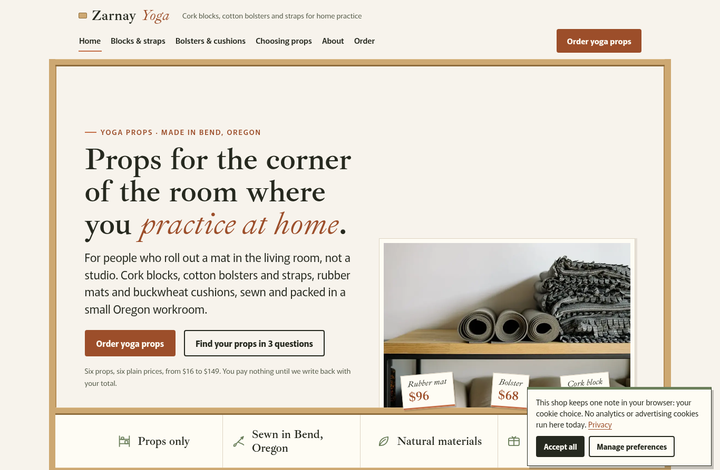 Zarnay Yoga
Cork blocks, cotton bolsters and straps for home practice
Home Blocks & straps Bolsters & cushions Choosing props About Order
Order yoga props
YOGA PROPS · MADE IN BEND, OREGON
Props for the corner
of the room where
you practice at home.
For people who roll out a mat in the living room, not a
studio. Cork blocks, cotton bolsters and straps, rubber
mats and buckwheat cushions, sewn and packed in a
small Oregon workroom.
Order yoga props
Find your props in 3 questions
Six props, six plain prices, from $16 to $149. You pay nothing until we write back with
your total.
Rubber mat
$96
Bolster
$68
Cork block
Props only
Sewn in Bend,
Oregon
Natural materials
This shop keeps one note in your browser: your
cookie choice. No analytics or advertising cookies
run here today. Privacy
Accept all
Manage preferences